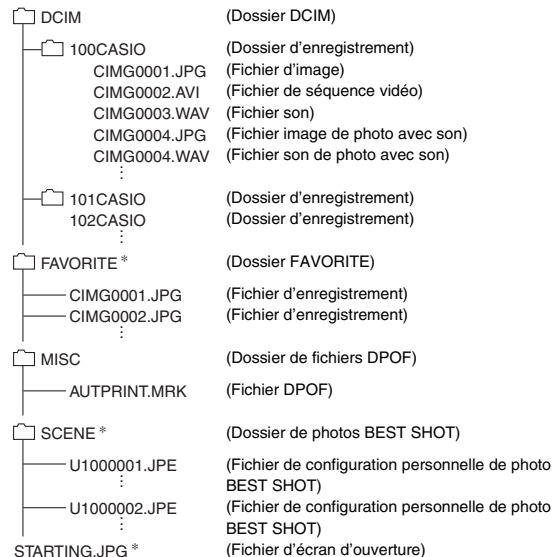 DCIM (Dossier DCIM)
100CASIO (Dossier d'enregistrement)
CIMG0001.JPG (Fichier d'image)
CIMG0002.AVI (Fichier de séquence vidéo)
CIMG0003.WAV (Fichier son)
CIMG0004.JPG (Fichier image de photo avec son)
CIMG0004.WAV (Fichier son de photo avec son)
101CASIO (Dossier d'enregistrement)
102CASIO (Dossier d'enregistrement)
FAVORITE * (Dossier FAVORITE)
CIMG0001.JPG (Fichier d'enregistrement)
CIMG0002.JPG (Fichier d'enregistrement)
MISC (Dossier de fichiers DPOF)
AUTPRINT.MRK (Fichier DPOF)
SCENE * (Dossier de photos BEST SHOT)
U1000001.JPE (Fichier de configuration personnelle de photo
BEST SHOT)
U1000002.JPE (Fichier de configuration personnelle de photo
BEST SHOT)
STARTING.JPG * (Fichier d'écran d'ouverture)